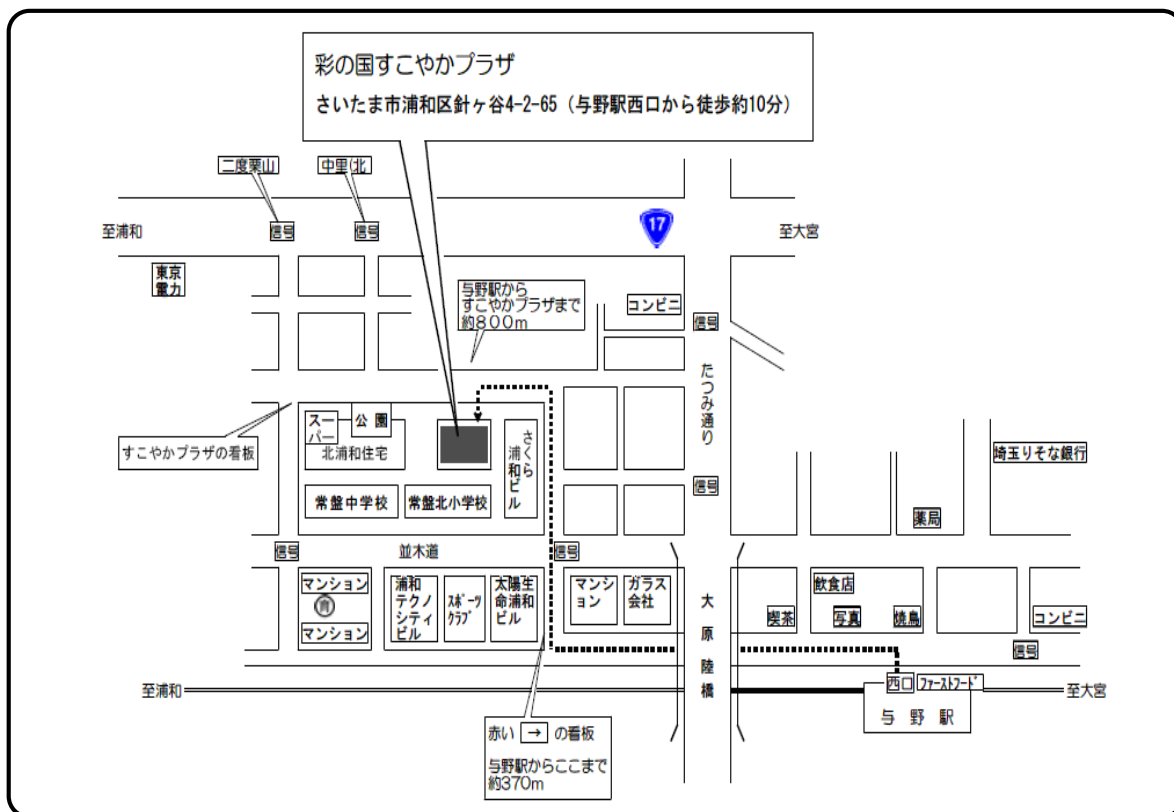 彩の国すこやかプラザ
さいたま市浦和区針ヶ谷4-2-65（与野駅西口から徒歩約10分）
二度栗山
中里(北
至浦和
信号
信号
17
至大宮
東京
電力
与野駅から
すこやかプラザまで
約800m
コンビニ
信号
たつみ通り
スー
パー
公園
北浦和住宅
さくら
浦和ビル
すこやかプラザの看板
埼玉りそな銀行
常盤中学校
常盤北小学校
信号
薬局
信号
並木道
信号
マンション
マンション
浦和
テクノ
シティ
ビル
スポーツ
クラブ
太陽生
命浦和
ビル
マンシ
ョン
ガラス
会社
大原陸橋
飲食店
喫茶
写真
焼鳥
コンビニ
信号
至浦和
西口
ファーストフード
至大宮
与野駅
赤い → の看板
与野駅からここまで
約370m